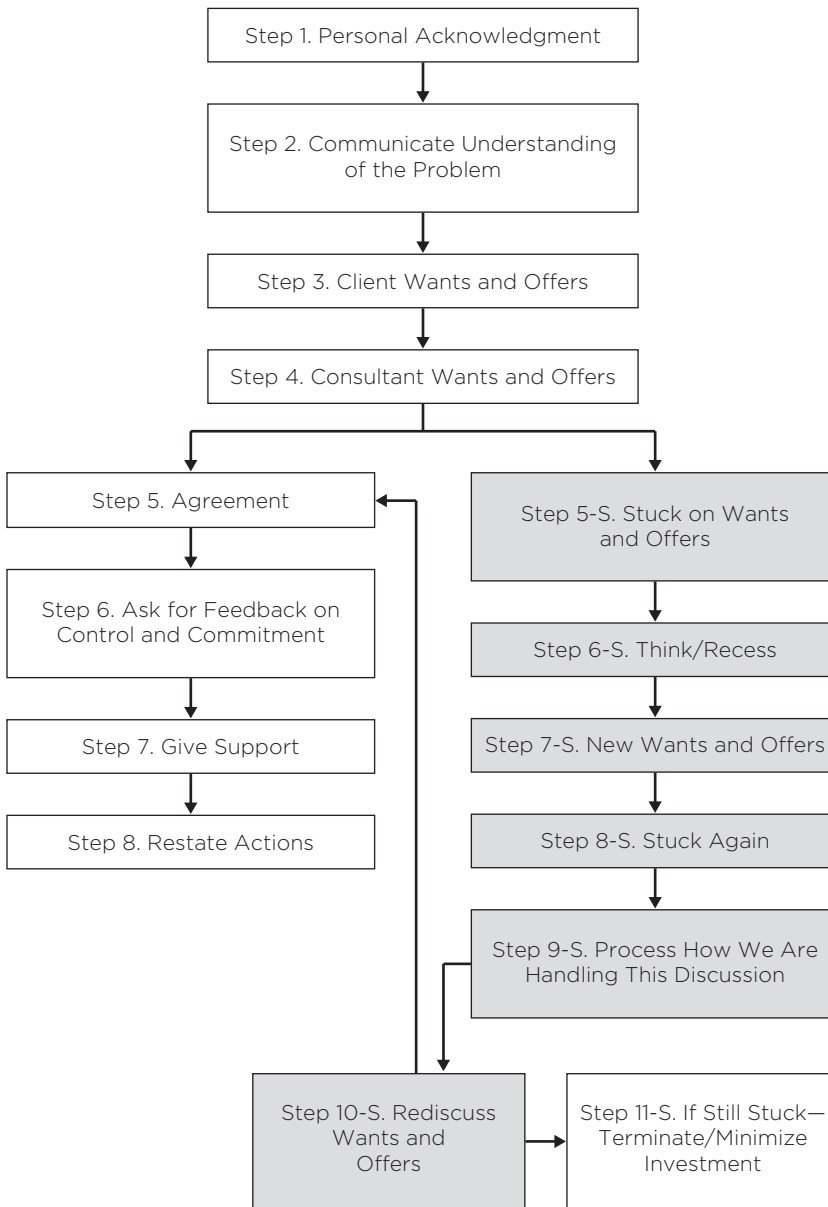 Step 1. Personal Acknowledgment
Step 2. Communicate Understanding
of the Problem
Step 3. Client Wants and Offers
Step 4. Consultant Wants and Offers
Step 5. Agreement
Step 6. Ask for Feedback on
Control and Commitment
Step 7. Give Support
Step 8. Restate Actions
Step 5-S. Stuck on Wants
and Offers
Step 6-S. Think/Recess
Step 7-S. New Wants and Offers
Step 8-S. Stuck Again
Step 9-S. Process How We Are
Handling This Discussion
Step 10-S. Rediscuss
Wants and
Offers
Step 11-S. If Still Stuck—
Terminate/Minimize
Investment